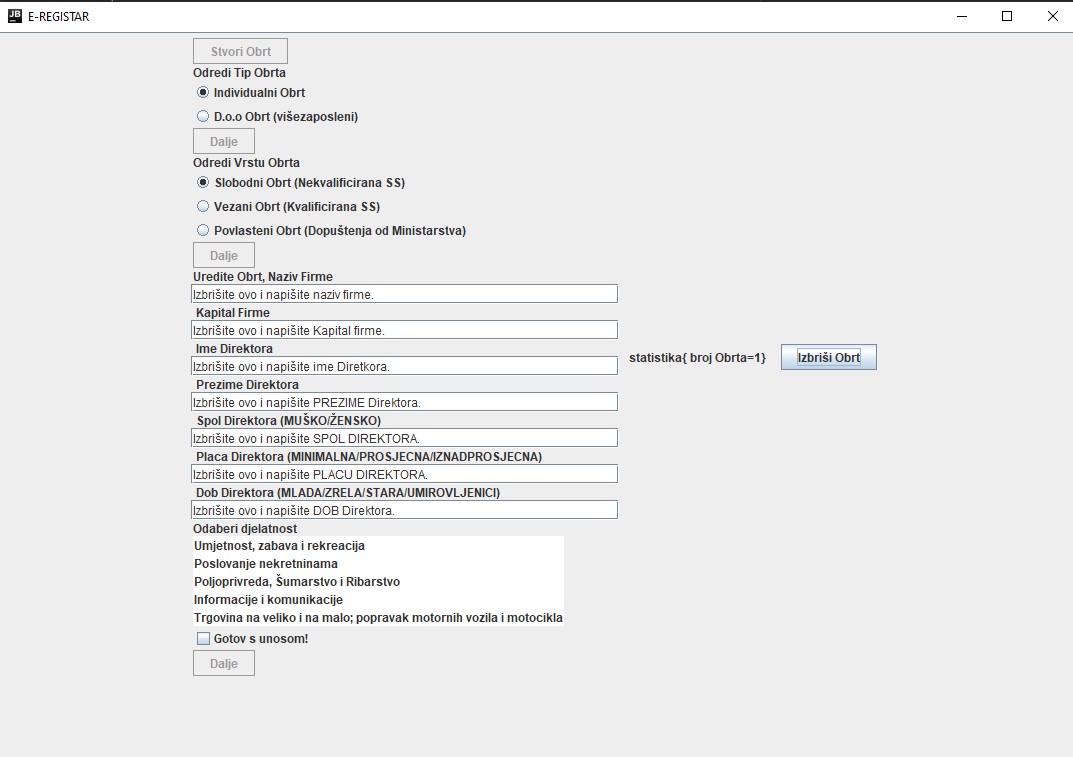 JB E-REGISTAR
Stvori Obrt
Odredi Tip Obrta
Individualni Obrt
D.o.o Obrt (višezaposleni)
Dalje
Odredi Vrstu Obrta
Slobodni Obrt (Nekvalificirana SS)
Vezani Obrt (Kvalificirana SS)
Povlasteni Obrt (Dopuštenja od Ministarstva)
Dalje
Uredite Obrt, Naziv Firme
Izbrišite ovo i napišite naziv firme.
Kapital Firme
Izbrišite ovo i napišite Kapital firme.
Ime Direktora
Izbrišite ovo i napišite ime Diretkora.
statistika{ broj Obrta=1} Izbriši Obrt
Prezime Direktora
Izbrišite ovo i napišite PREZIME Direktora.
Spol Direktora (MUŠKO/ŽENSKO)
Izbrišite ovo i napišite SPOL DIREKTORA.
Placa Direktora (MINIMALNA/PROSJECNA/IZNADPROSJECNA)
Izbrišite ovo i napišite PLACU DIREKTORA.
Dob Direktora (MLADA/ZRELA/STARA/UMIROVLJENICI)
Izbrišite ovo i napišite DOB Direktora.
Odaberi djelatnost
Umjetnost, zabava i rekreacija
Poslovanje nekretninama
Poljoprivreda, Šumarstvo i Ribarstvo
Informacije i komunikacije
Trgovina na veliko i na malo; popravak motornih vozila i motocikla
Gotov s unosom!
Dalje